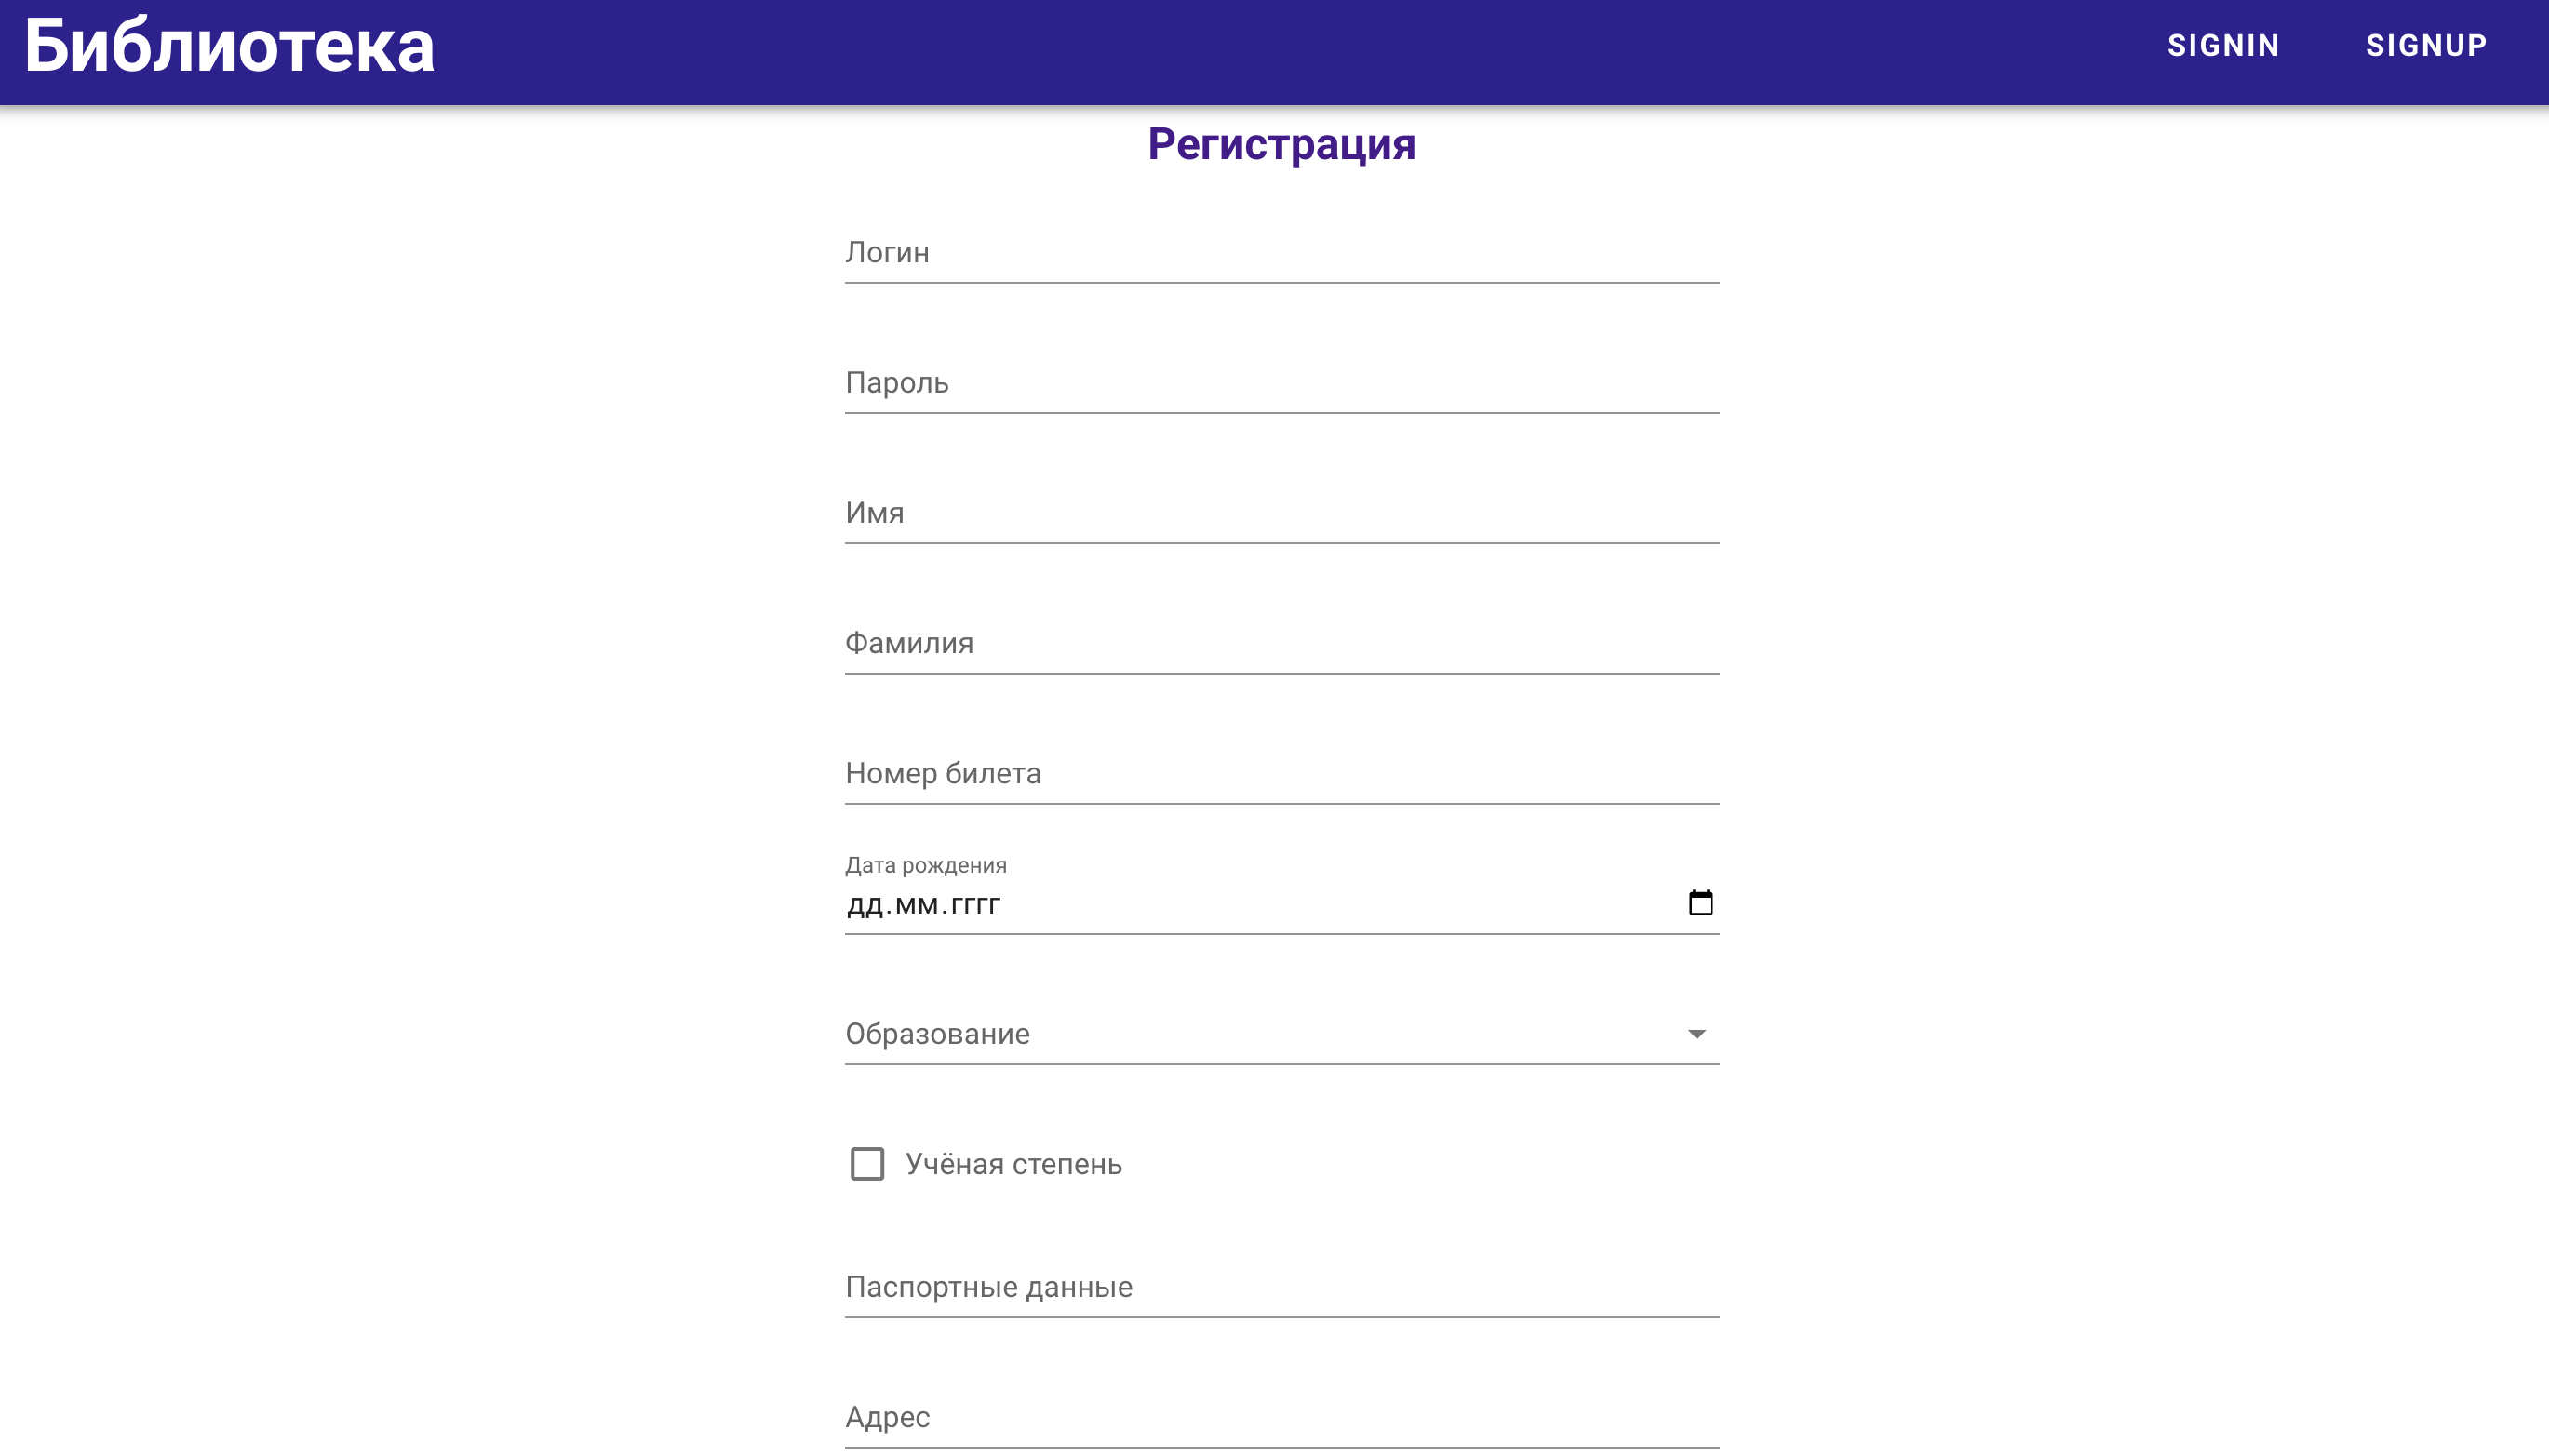 Библиотека
SIGNIN
SIGNUP
Регистрация
Логин
Пароль
Имя
Фамилия
Номер билета
Дата рождения
дд.мм.гггг
Образование
Учёная степень
Паспортные данные
Адрес